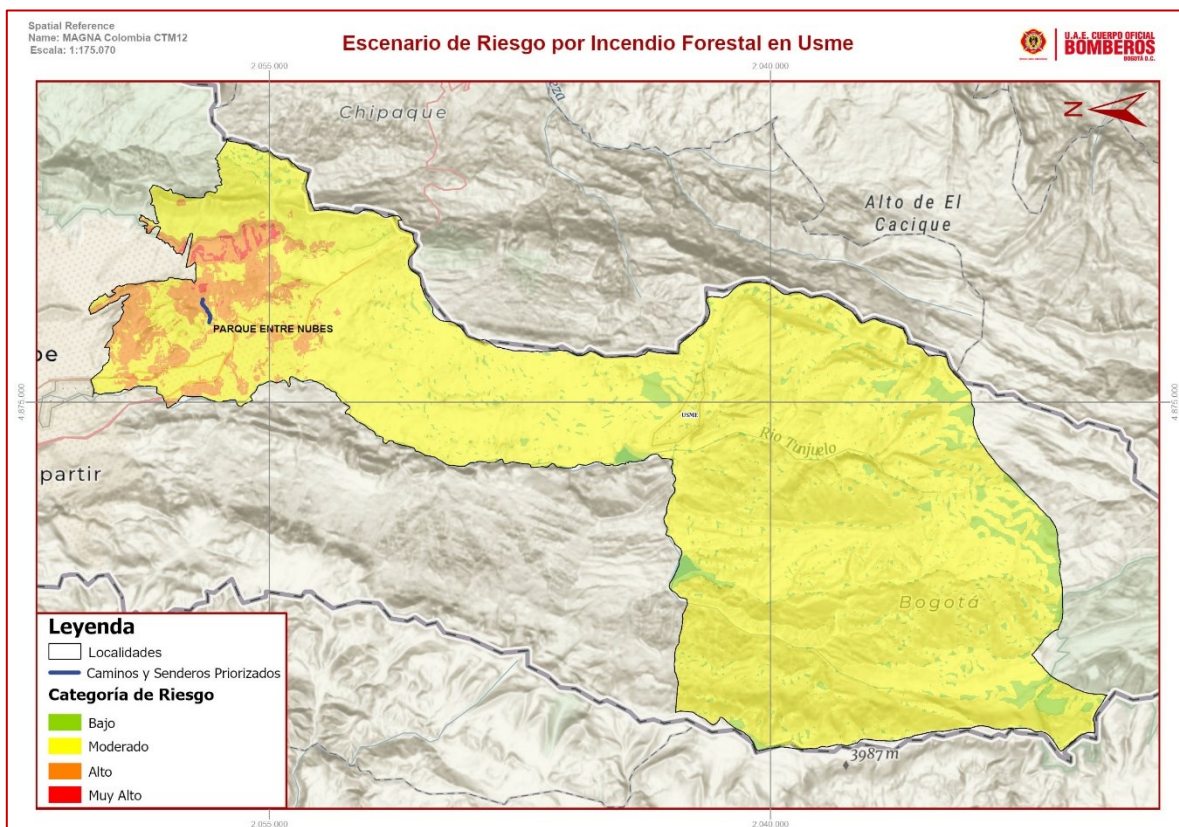 Spatial Reference
Name: MAGNA Colombia CTM12
Escala: 1:175.070
Escenario de Riesgo por Incendio Forestal en Usme
U.A.E. CUERPO OFICIAL
BOMBEROS
BOGOTÁ D.C.
2.055.000
2.040.000
Chipaque
N
Alto de El
Cacique
PARQUE ENTRE NUBES
4.875.000
4.875.000
USME
Río Tunjuelo
partir
Bogotá
3987 m
Leyenda
Localidades
Caminos y Senderos Priorizados
Categoría de Riesgo
Bajo
Moderado
Alto
Muy Alto
2.055.000
2.040.000